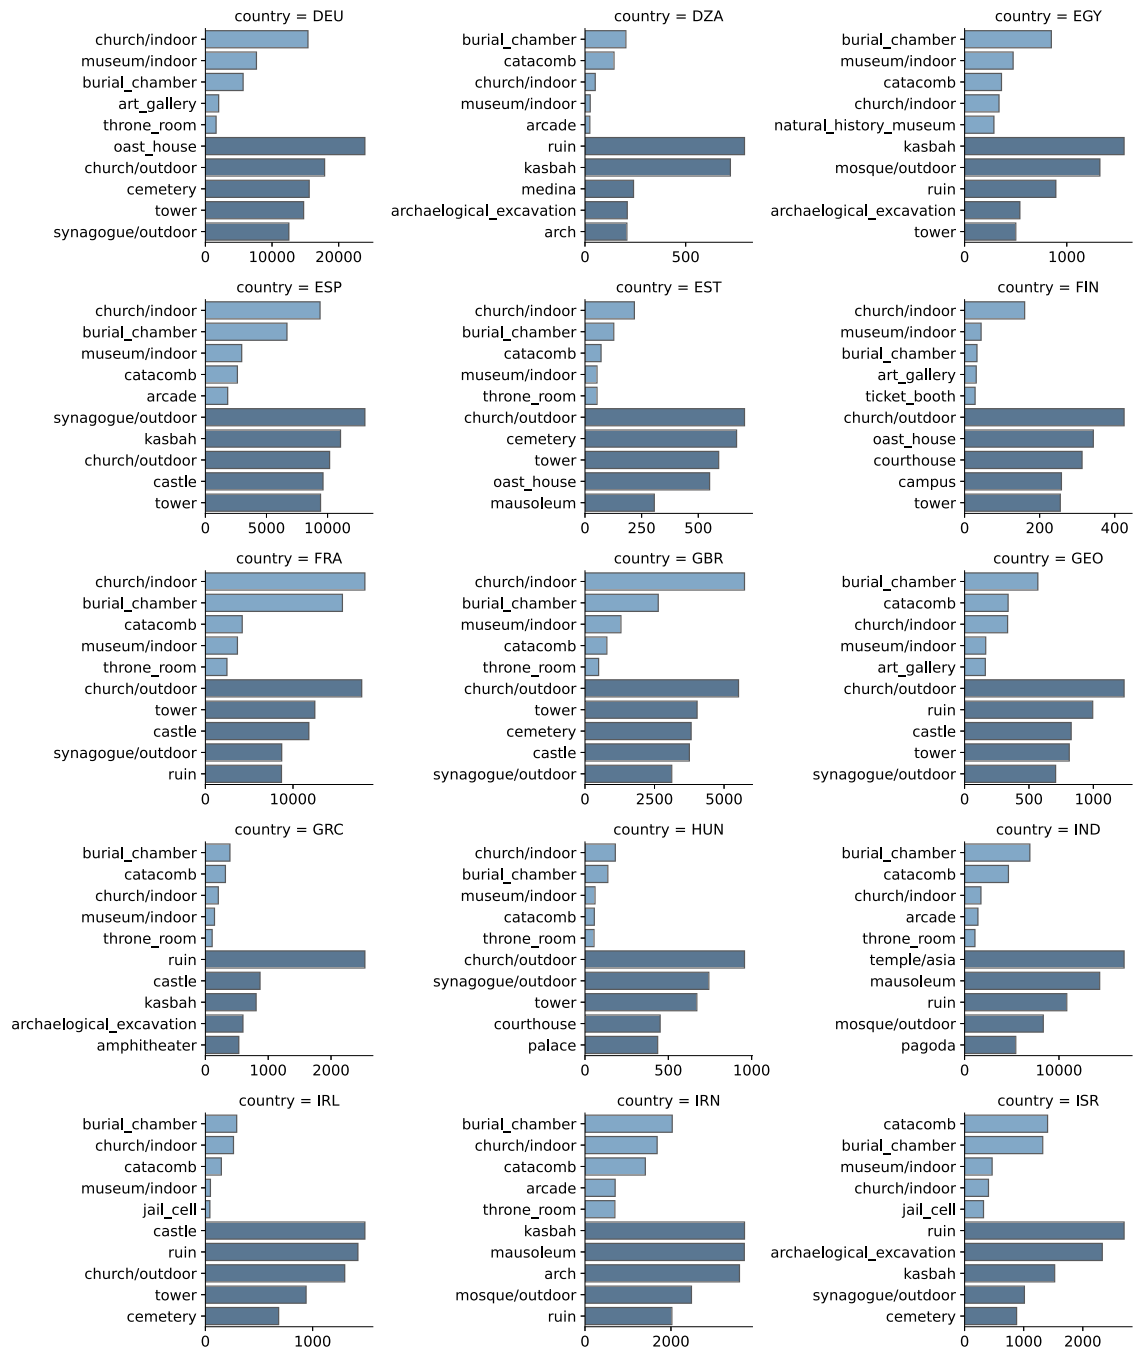 country = DEU
church/indoor
museum/indoor
burial_chamber
art_gallery
throne_room
oast_house
church/outdoor
cemetery
tower
synagogue/outdoor
0 10000 20000
country = DZA
burial_chamber
catacomb
church/indoor
museum/indoor
arcade
ruin
kasbah
medina
archaelogical_excavation
arch
0 500
country = EGY
burial_chamber
museum/indoor
catacomb
church/indoor
natural_history_museum
kasbah
mosque/outdoor
ruin
archaelogical_excavation
tower
0 1000
country = ESP
church/indoor
burial_chamber
museum/indoor
catacomb
arcade
synagogue/outdoor
kasbah
church/outdoor
castle
tower
0 5000 10000
country = EST
church/indoor
burial_chamber
catacomb
museum/indoor
throne_room
church/outdoor
cemetery
tower
oast_house
mausoleum
0 250 500
country = FIN
church/indoor
museum/indoor
burial_chamber
art_gallery
ticket_booth
church/outdoor
oast_house
courthouse
campus
tower
0 200 400
country = FRA
church/indoor
burial_chamber
catacomb
museum/indoor
throne_room
church/outdoor
tower
castle
synagogue/outdoor
ruin
0 10000
country = GBR
church/indoor
burial_chamber
museum/indoor
catacomb
throne_room
church/outdoor
tower
cemetery
castle
synagogue/outdoor
0 2500 5000
country = GEO
burial_chamber
catacomb
church/indoor
museum/indoor
art_gallery
church/outdoor
ruin
castle
tower
synagogue/outdoor
0 500 1000
country = GRC
burial_chamber
catacomb
church/indoor
museum/indoor
throne_room
ruin
castle
kasbah
archaelogical_excavation
amphitheater
0 1000 2000
country = HUN
church/indoor
burial_chamber
museum/indoor
catacomb
throne_room
church/outdoor
synagogue/outdoor
tower
courthouse
palace
0 500 1000
country = IND
burial_chamber
catacomb
church/indoor
arcade
throne_room
temple/asia
mausoleum
ruin
mosque/outdoor
pagoda
0 10000
country = IRL
burial_chamber
church/indoor
catacomb
museum/indoor
jail_cell
castle
ruin
church/outdoor
tower
cemetery
0 1000
country = IRN
burial_chamber
church/indoor
catacomb
arcade
throne_room
kasbah
mausoleum
arch
mosque/outdoor
ruin
0 2000
country = ISR
catacomb
burial_chamber
museum/indoor
church/indoor
jail_cell
ruin
archaelogical_excavation
kasbah
synagogue/outdoor
cemetery
0 1000 2000